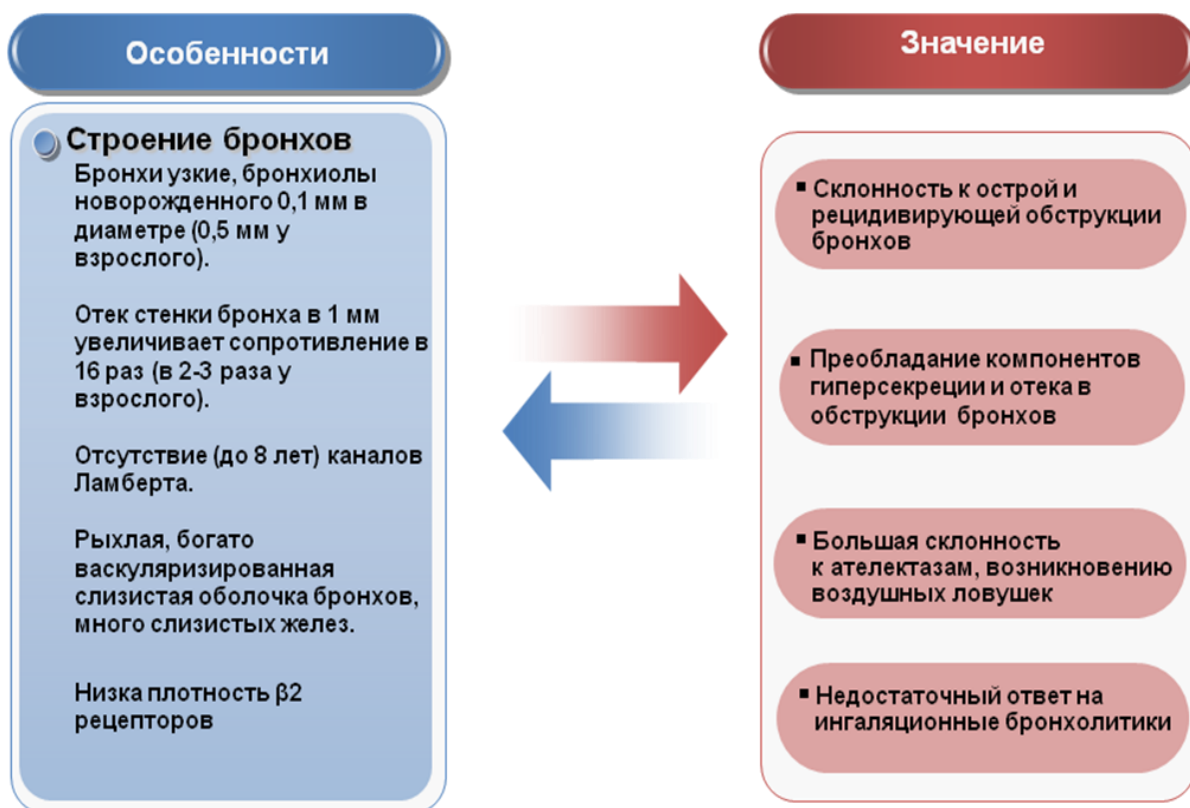 Особенности
Строение бронхов
Бронхи узкие, бронхиолы
новорожденного 0,1 мм в
диаметре (0,5 мм у
взрослого).
Отек стенки бронха в 1 мм
увеличивает сопротивление в
16 раз (в 2-3 раза у
взрослого).
Отсутствие (до 8 лет) каналов
Ламберта.
Рыхлая, богато
васкуляризированная
слизистая оболочка бронхов,
много слизистых желез.
Низка плотность β2
рецепторов
Значение
▪ Склонность к острой и
рецидивирующей обструкции
бронхов
▪ Преобладание компонентов
гиперсекреции и отека в
обструкции бронхов
▪ Большая склонность
к ателектазам, возникновению
воздушных ловушек
▪ Недостаточный ответ на
ингаляционные бронхолитики